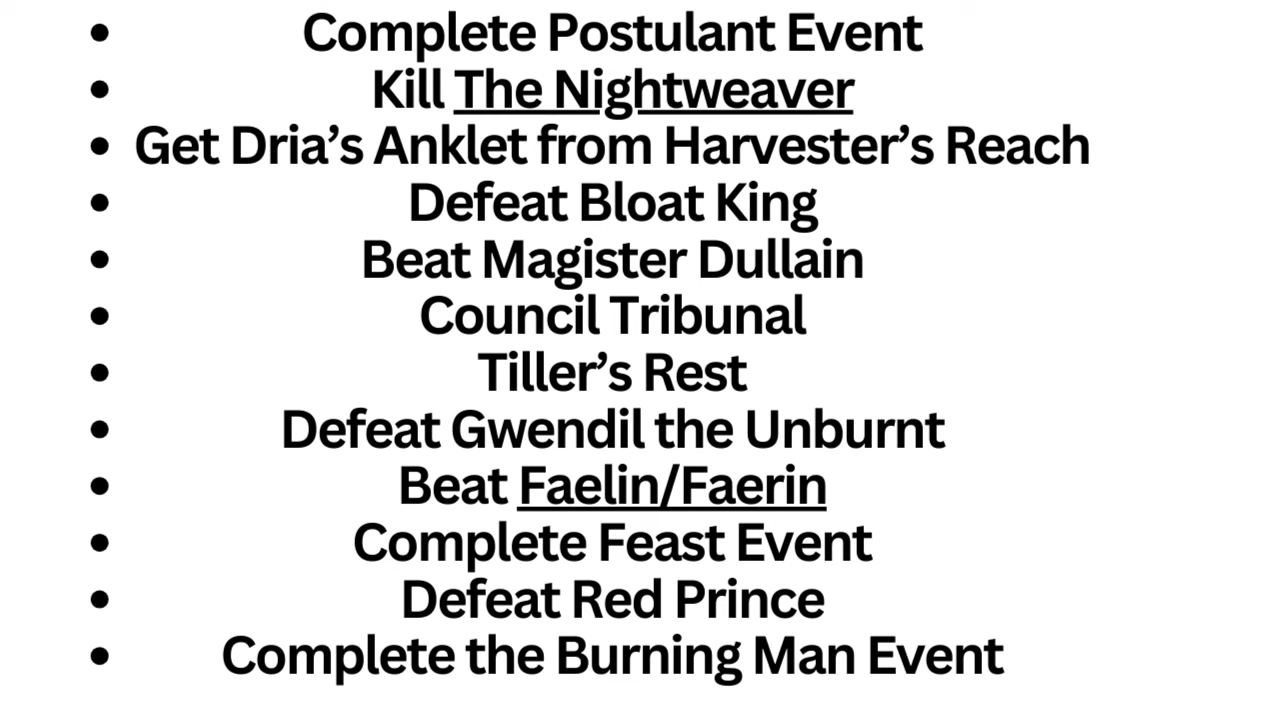 • Complete Postulant Event
• Kill The Nightweaver
• Get Dria’s Anklet from Harvester’s Reach
• Defeat Bloat King
• Beat Magister Dullain
• Council Tribunal
• Tiller’s Rest
• Defeat Gwendil the Unburnt
• Beat Faelin/Faerin
• Complete Feast Event
• Defeat Red Prince
• Complete the Burning Man Event